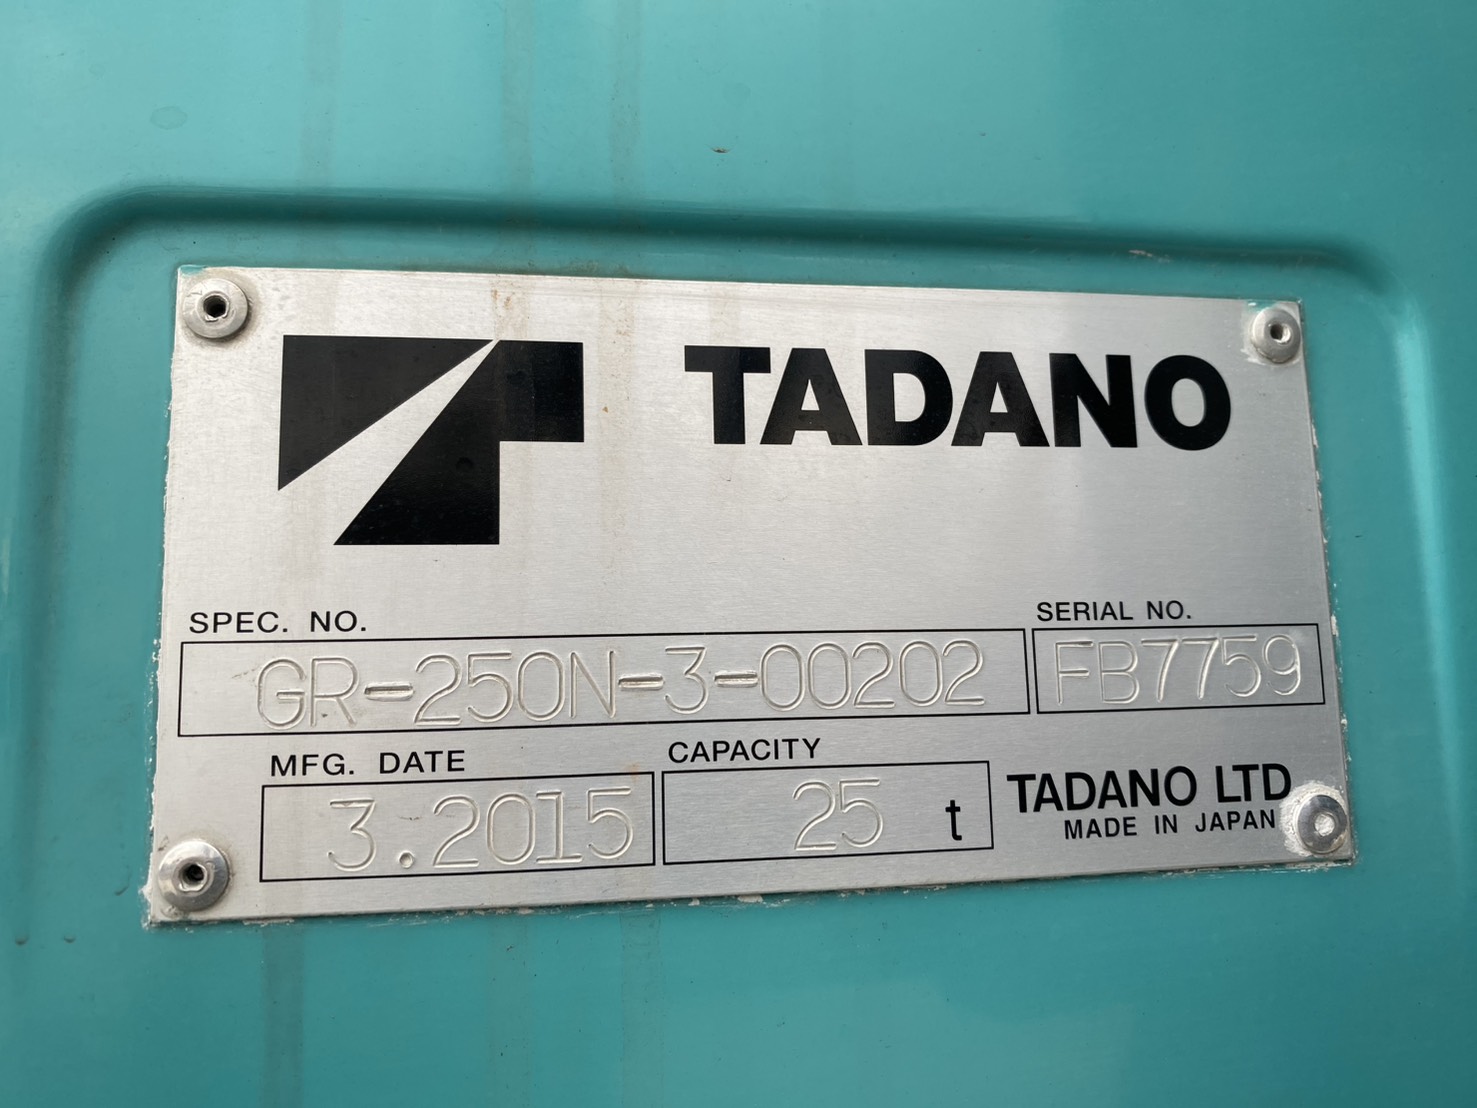 TADANO
SPEC. NO.
SERIAL NO.
GR-250N-3-00202
FB7759
MFG. DATE
CAPACITY
3.2015
25 t
TADANO LTD
MADE IN JAPAN